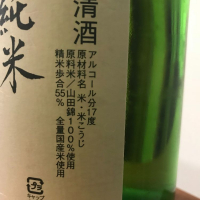 清酒
純米
アルコール分17度
原材料名 米・米こうじ
原料米/山田錦100%使用
精米歩合55% 全量国産米使用
キャップ